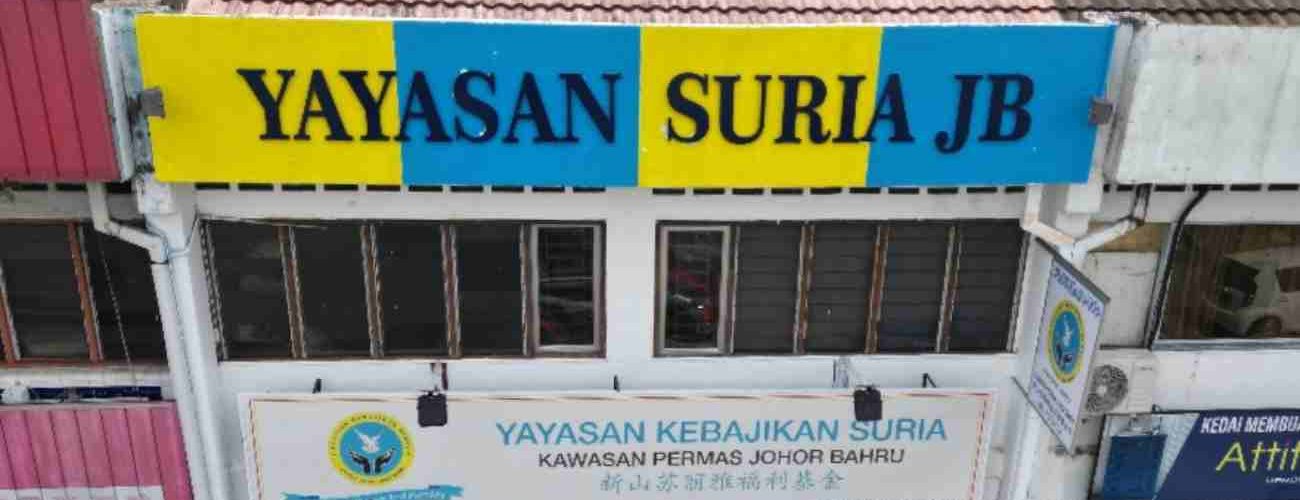 YAYASAN SURIA JB
YAYASAN KEBAJIKAN SURIA
KAWASAN PERMAS JOHOR BAHRU
新山苏丽雅福利基金
KEDAI MEMBUA
Attif